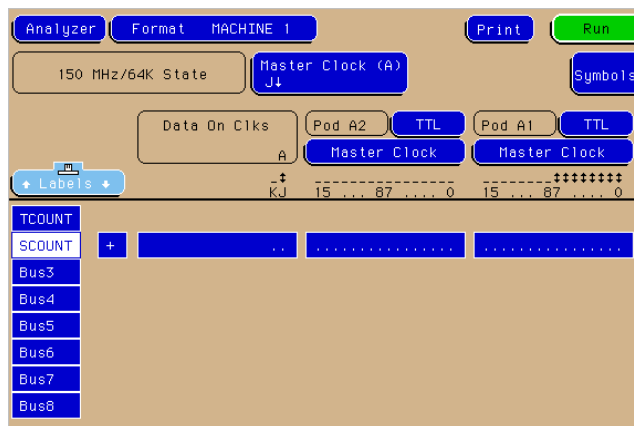 Analyzer Format MACHINE 1 Print Run
150 MHz/64K State Master Clock (A) Symbols
J↓
Data On Clks Pod A2 TTL Pod A1 TTL
A Master Clock Master Clock
Labels
KJ 15 ... 87 .... 0 15 ... 87 .... 0
TCOUNT
SCOUNT + .. ................ ................
Bus3
Bus4
Bus5
Bus6
Bus7
Bus8